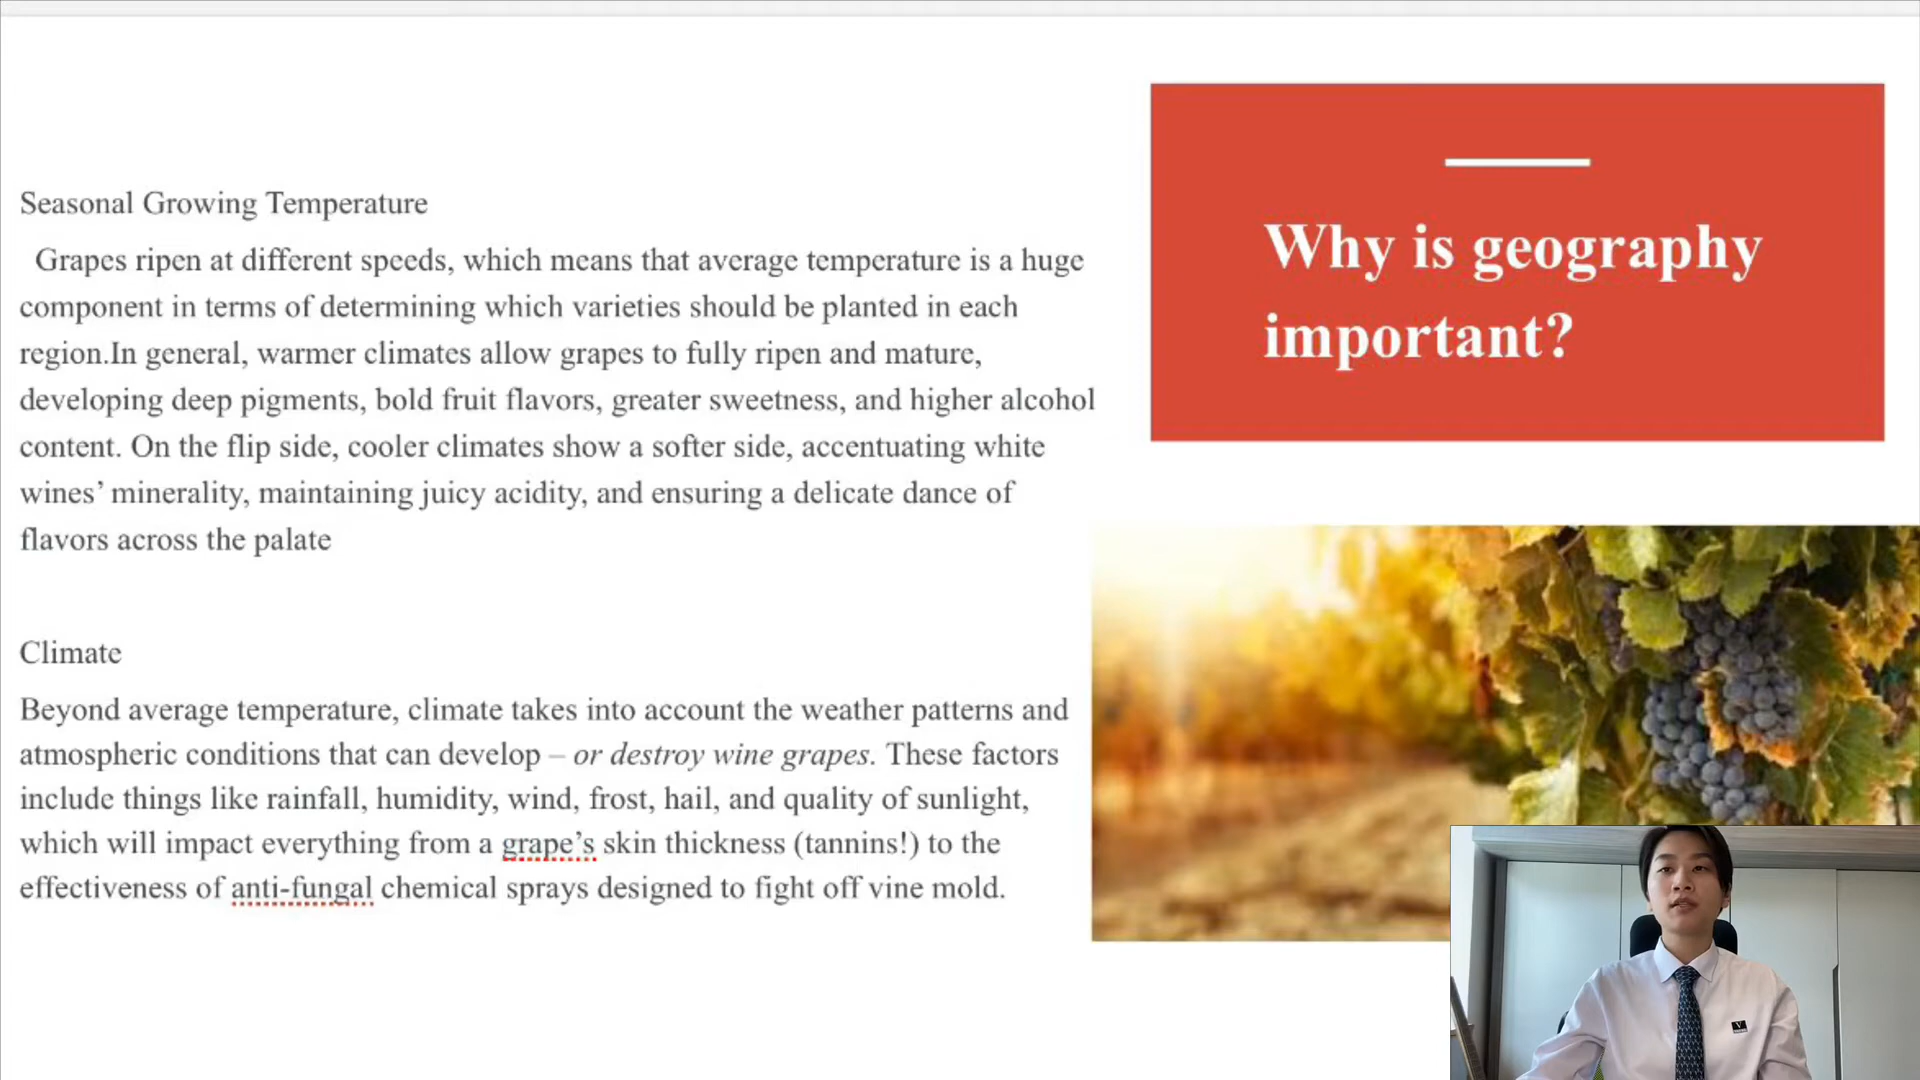 Seasonal Growing Temperature
Grapes ripen at different speeds, which means that average temperature is a huge
component in terms of determining which varieties should be planted in each
region.In general, warmer climates allow grapes to fully ripen and mature,
developing deep pigments, bold fruit flavors, greater sweetness, and higher alcohol
content. On the flip side, cooler climates show a softer side, accentuating white
wines’ minerality, maintaining juicy acidity, and ensuring a delicate dance of
flavors across the palate
Climate
Beyond average temperature, climate takes into account the weather patterns and
atmospheric conditions that can develop – or destroy wine grapes. These factors
include things like rainfall, humidity, wind, frost, hail, and quality of sunlight,
which will impact everything from a grape’s skin thickness (tannins!) to the
effectiveness of anti-fungal chemical sprays designed to fight off vine mold.
Why is geography
important?